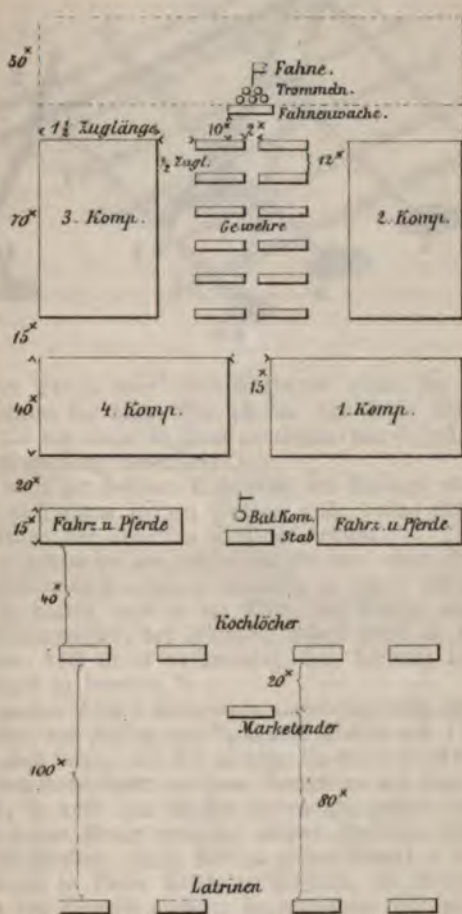 50ˣ
Fahne.
Trommeln.
Fahnenwache.
1½ Zuglänge
10ˣ 2ˣ
½ Zugl.
12ˣ
70ˣ
3. Komp.
Gewehre
2. Komp.
15ˣ
40ˣ
15ˣ
4. Komp.
1. Komp.
20ˣ
15ˣ
Fahrz. u. Pferde
Bat. Kom.
Stab
Fahrz. u. Pferde
40ˣ
Kochlöcher
20ˣ
Marketender
100ˣ
80ˣ
Latrinen